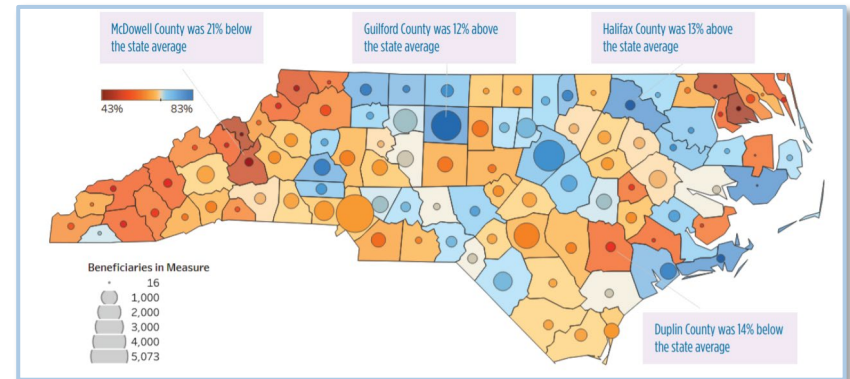 McDowell County was 21% below
the state average
Guilford County was 12% above
the state average
Halifax County was 13% above
the state average
43%
83%
Beneficiaries in Measure
16
1,000
2,000
3,000
4,000
5,073
Duplin County was 14% below
the state average